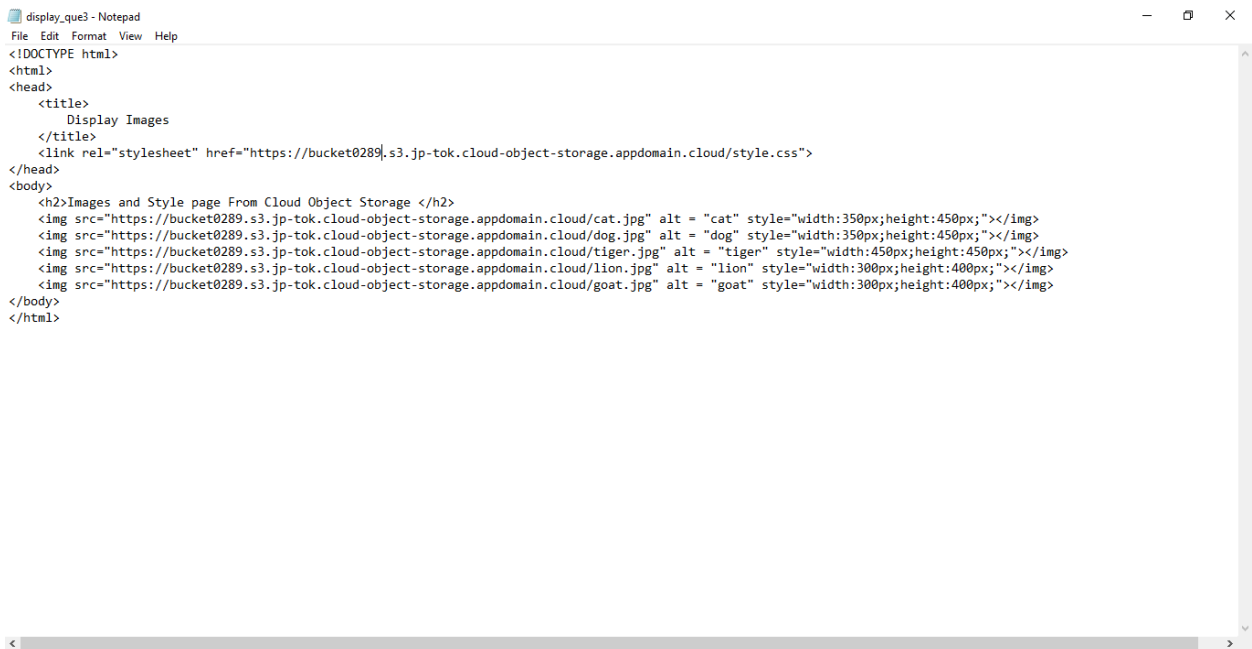 display_que3 - Notepad
File Edit Format View Help
<!DOCTYPE html>
<html>
<head>
    <title>
        Display Images
    </title>
    <link rel="stylesheet" href="https://bucket0289.s3.jp-tok.cloud-object-storage.appdomain.cloud/style.css">
</head>
<body>
    <h2>Images and Style page From Cloud Object Storage </h2>
    <img src="https://bucket0289.s3.jp-tok.cloud-object-storage.appdomain.cloud/cat.jpg" alt = "cat" style="width:350px;height:450px;"></img>
    <img src="https://bucket0289.s3.jp-tok.cloud-object-storage.appdomain.cloud/dog.jpg" alt = "dog" style="width:350px;height:450px;"></img>
    <img src="https://bucket0289.s3.jp-tok.cloud-object-storage.appdomain.cloud/tiger.jpg" alt = "tiger" style="width:450px;height:450px;"></img>
    <img src="https://bucket0289.s3.jp-tok.cloud-object-storage.appdomain.cloud/lion.jpg" alt = "lion" style="width:300px;height:400px;"></img>
    <img src="https://bucket0289.s3.jp-tok.cloud-object-storage.appdomain.cloud/goat.jpg" alt = "goat" style="width:300px;height:400px;"></img>
</body>
</html>